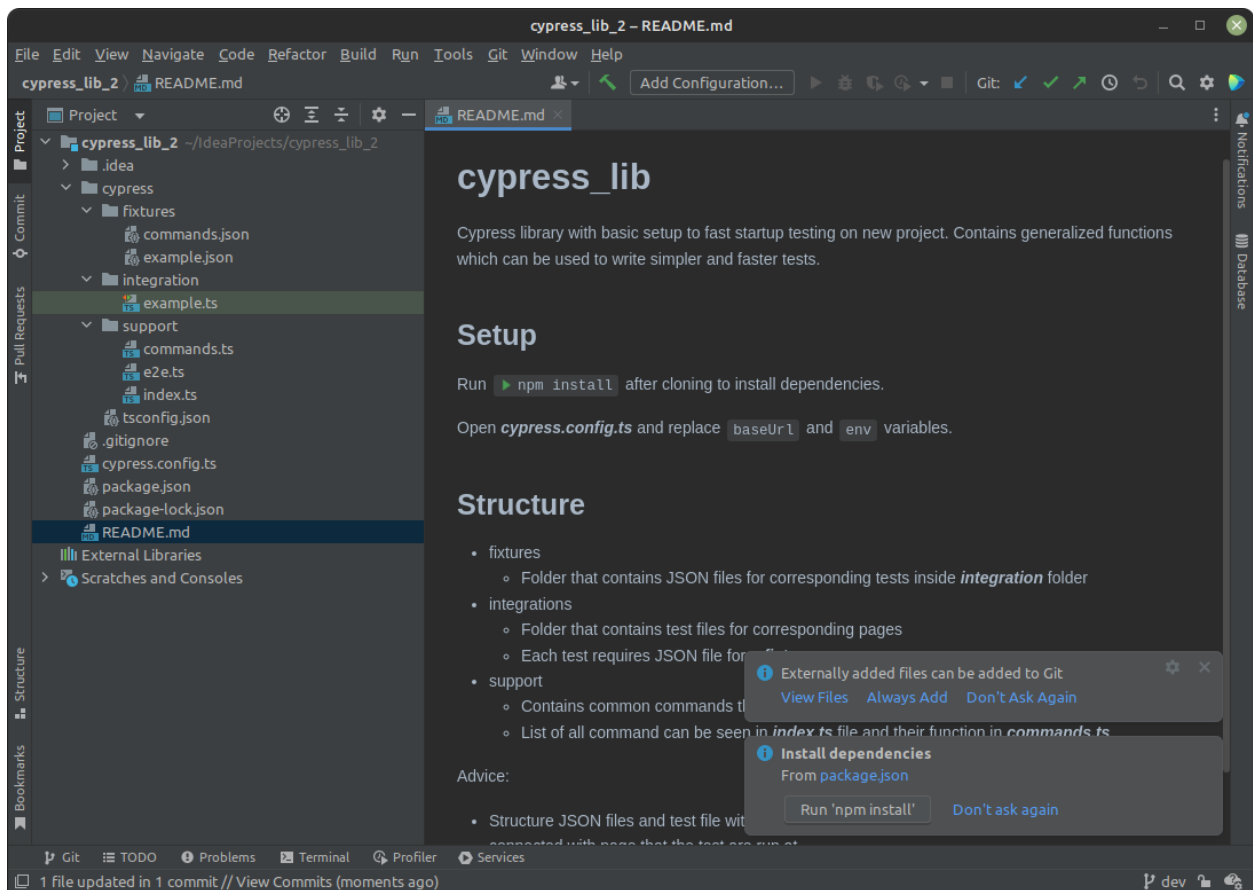 cypress_lib_2 – README.md
File Edit View Navigate Code Refactor Build Run Tools Git Window Help
cypress_lib_2 README.md Add Configuration... Git:
Project
Project
README.md
cypress_lib_2 ~/IdeaProjects/cypress_lib_2
.idea
cypress
fixtures
commands.json
example.json
integration
example.ts
support
commands.ts
e2e.ts
index.ts
tsconfig.json
.gitignore
cypress.config.ts
package.json
package-lock.json
README.md
External Libraries
Scratches and Consoles
Commit
Pull Requests
Structure
Bookmarks
cypress_lib
Cypress library with basic setup to fast startup testing on new project. Contains generalized functions
which can be used to write simpler and faster tests.
Setup
Run npm install after cloning to install dependencies.
Open cypress.config.ts and replace baseUrl and env variables.
Structure
• fixtures
◦ Folder that contains JSON files for corresponding tests inside integration folder
• integrations
◦ Folder that contains test files for corresponding pages
◦ Each test requires JSON file for
• support
◦ Contains common commands
◦ List of all command can be seen in index.ts file and their function in commands.ts
Advice:
• Structure JSON files and test file
connected with page that the test are run at
Externally added files can be added to Git
View Files Always Add Don't Ask Again
Install dependencies
From package.json
Run 'npm install' Don't ask again
Notifications
Database
Git TODO Problems Terminal Profiler Services
1 file updated in 1 commit // View Commits (moments ago) dev